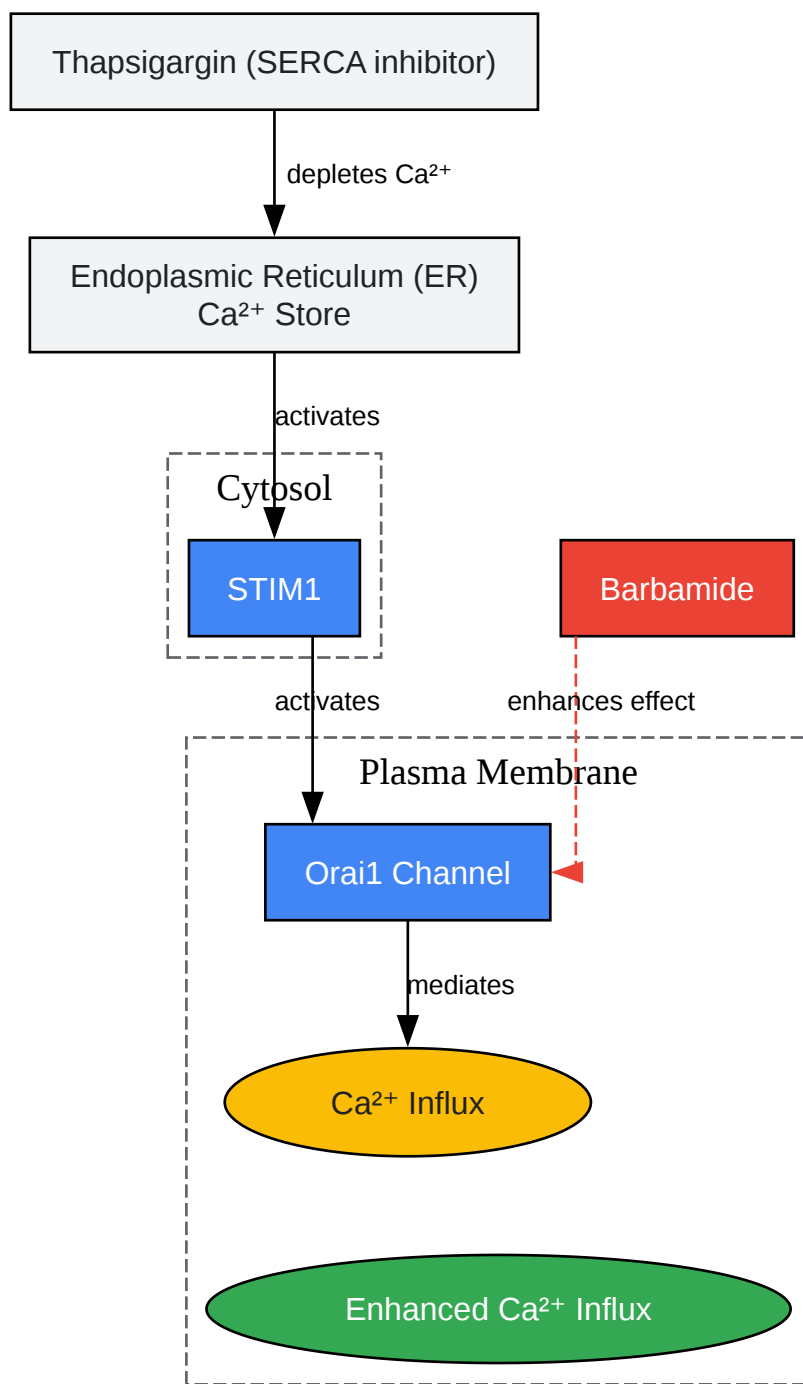 Thapsigargin (SERCA inhibitor)
depletes Ca²⁺
Endoplasmic Reticulum (ER)
Ca²⁺ Store
activates
Cytosol
STIM1
Barbamide
activates
enhances effect
Plasma Membrane
Orai1 Channel
mediates
Ca²⁺ Influx
Enhanced Ca²⁺ Influx